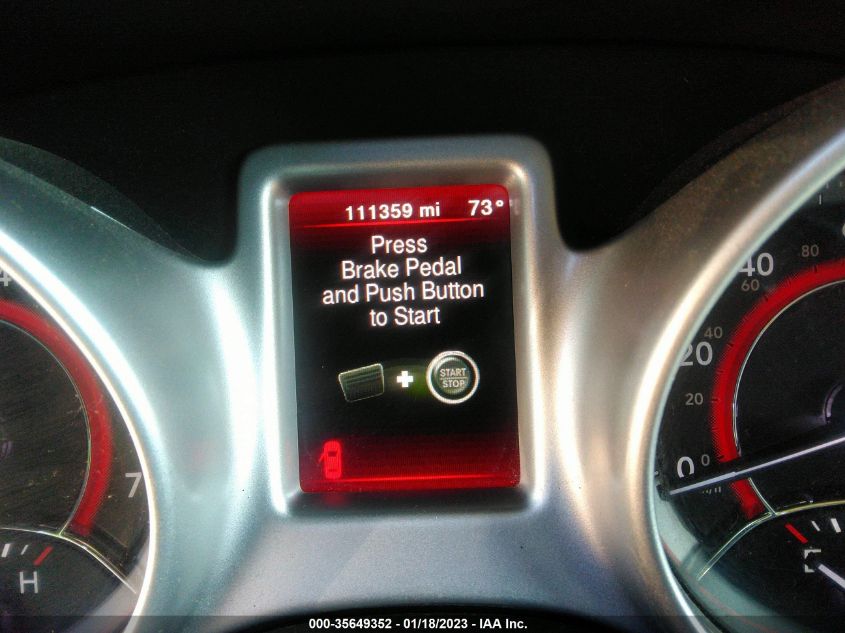 111359 mi 73°
Press
Brake Pedal
and Push Button
to Start
START
STOP
4
7
H
40
80
60
40
20
20
0
0
E
000-35649352 - 01/18/2023 - IAA Inc.